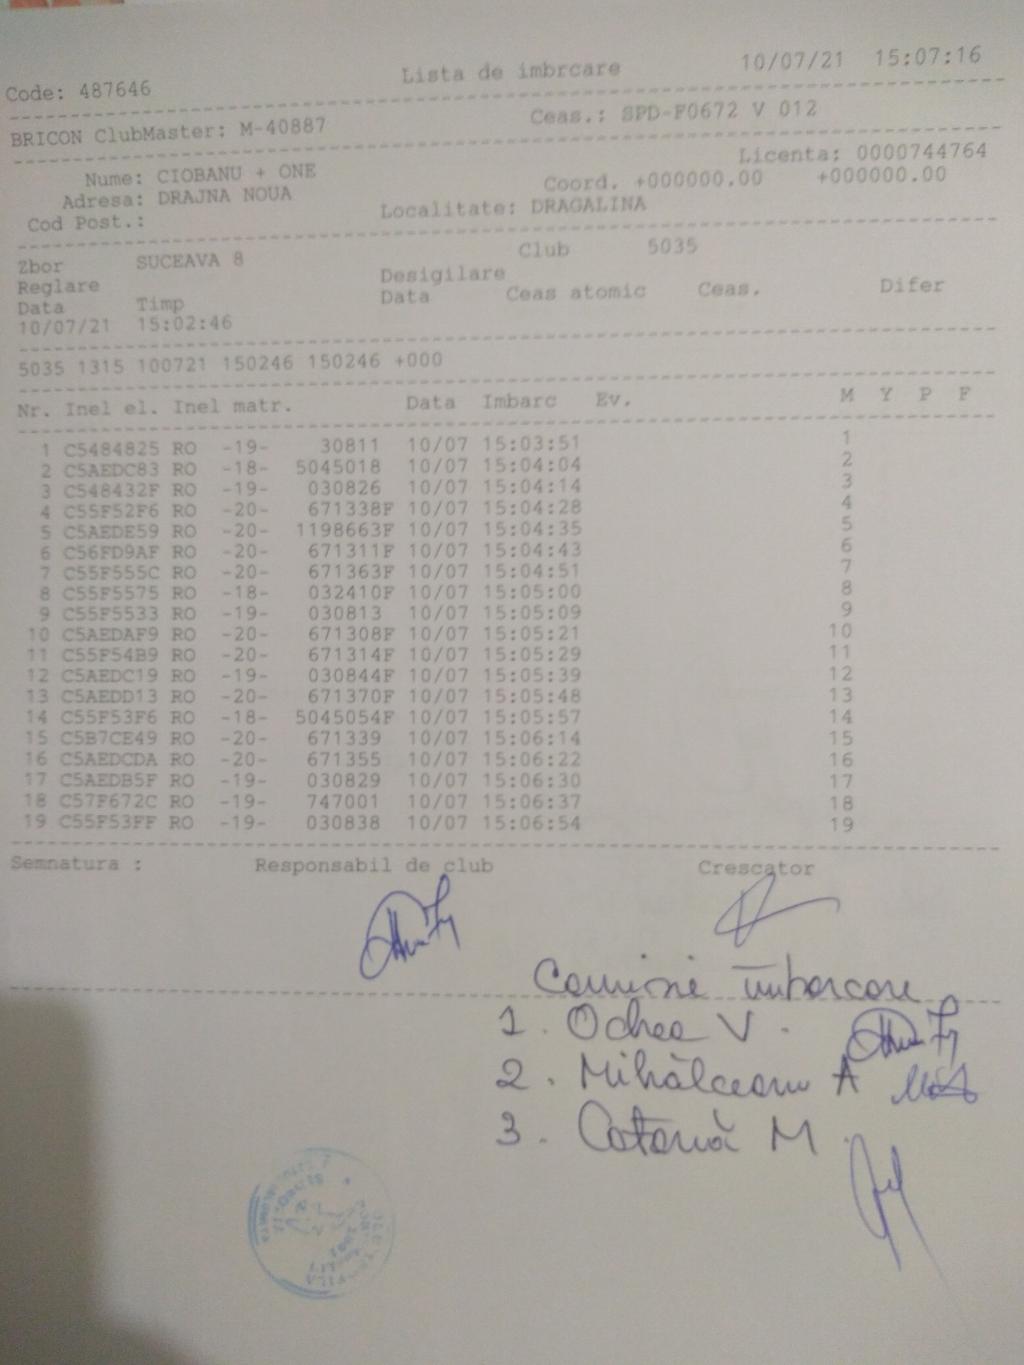 Lista de imbrcare 10/07/21 15:07:16
Code: 487646
BRICON ClubMaster: M-40887 Ceas.: SPD-F0672 V 012
Licenta: 0000744764
Nume: CIOBANU + ONE Coord. +000000.00 +000000.00
Adresa: DRAJNA NOUA
Cod Post.: Localitate: DRAGALINA
Zbor SUCEAVA 8 Club 5035
Reglare Desigilare
Data Timp Data Ceas atomic Ceas. Difer
10/07/21 15:02:46
5035 1315 100721 150246 150246 +000
Nr. Inel el. Inel matr. Data Imbarc Ev. M Y P F
1 C5484825 RO -19- 30811 10/07 15:03:51 1
2 C5AEDC83 RO -18- 5045018 10/07 15:04:04 2
3 C548432F RO -19- 030826 10/07 15:04:14 3
4 C55F52F6 RO -20- 671338F 10/07 15:04:28 4
5 C5AEDE59 RO -20- 1198663F 10/07 15:04:35 5
6 C56FD9AF RO -20- 671311F 10/07 15:04:43 6
7 C55F555C RO -20- 671363F 10/07 15:04:51 7
8 C55F5575 RO -18- 032410F 10/07 15:05:00 8
9 C55F5533 RO -19- 030813 10/07 15:05:09 9
10 C5AEDAF9 RO -20- 671308F 10/07 15:05:21 10
11 C55F54B9 RO -20- 671314F 10/07 15:05:29 11
12 C5AEDC19 RO -19- 030844F 10/07 15:05:39 12
13 C5AEDD13 RO -20- 671370F 10/07 15:05:48 13
14 C55F53F6 RO -18- 5045054F 10/07 15:05:57 14
15 C5B7CE49 RO -20- 671339 10/07 15:06:14 15
16 C5AEDCDA RO -20- 671355 10/07 15:06:22 16
17 C5AEDB5F RO -19- 030829 10/07 15:06:30 17
18 C57F672C RO -19- 747001 10/07 15:06:37 18
19 C55F53FF RO -19- 030838 10/07 15:06:54 19
Semnatura : Responsabil de club Crescator
Comisie îmbarcare
1. Ochea V.
2. Mihălceanu A
3. Catană M.